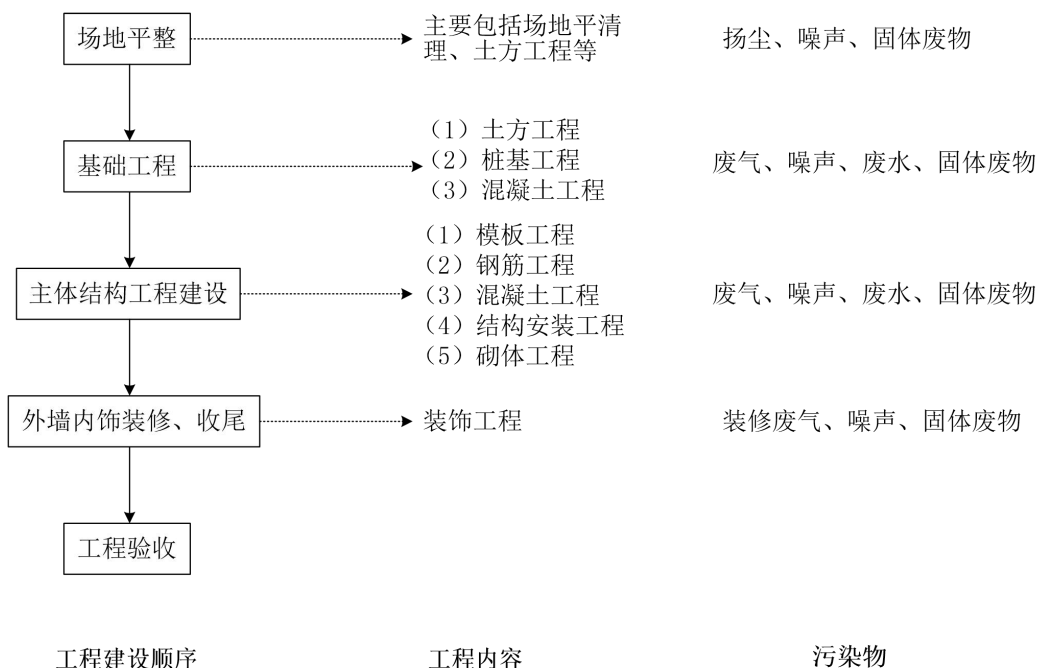 场地平整
主要包括场地平清
理、土方工程等
扬尘、噪声、固体废物
基础工程
（1）土方工程
（2）桩基工程
（3）混凝土工程
废气、噪声、废水、固体废物
主体结构工程建设
（1）模板工程
（2）钢筋工程
（3）混凝土工程
（4）结构安装工程
（5）砌体工程
废气、噪声、废水、固体废物
外墙内饰装修、收尾
装饰工程
装修废气、噪声、固体废物
工程验收
工程建设顺序
工程内容
污染物